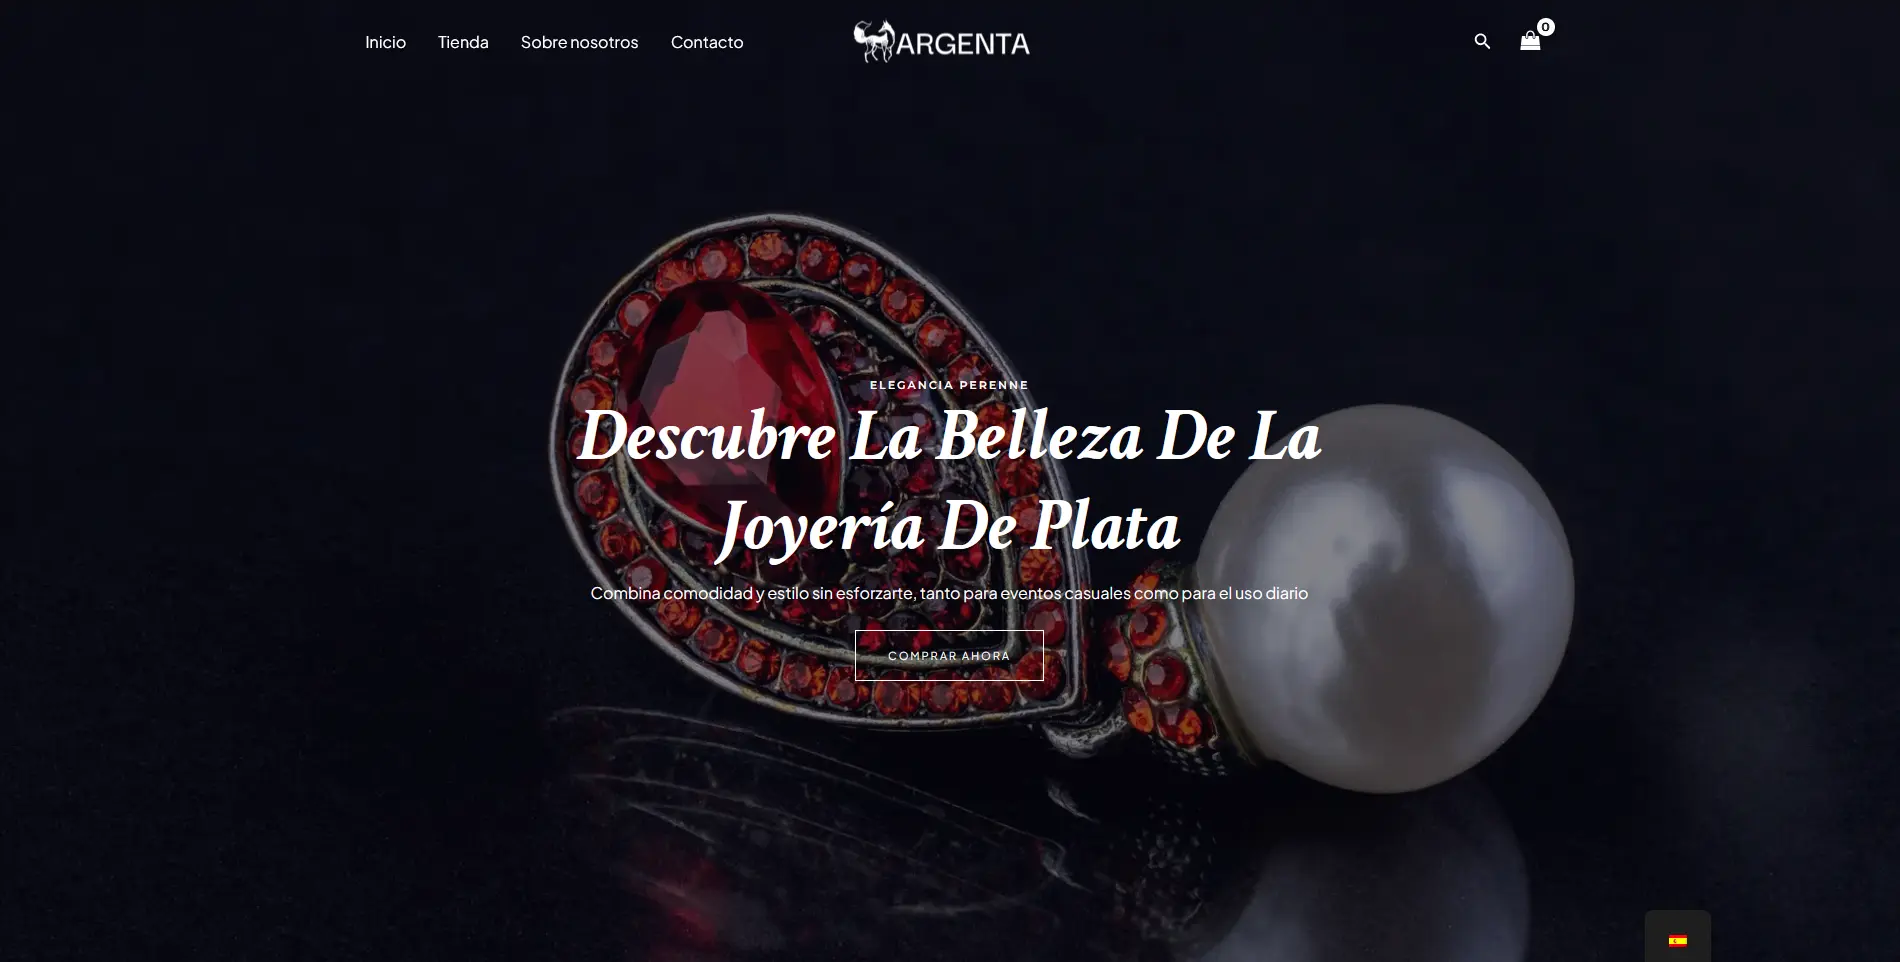 Inicio Tienda Sobre nosotros Contacto ARGENTA 0
ELEGANCIA PERENNE
Descubre La Belleza De La
Joyería De Plata
Combina comodidad y estilo sin esforzarte, tanto para eventos casuales como para el uso diario
COMPRAR AHORA